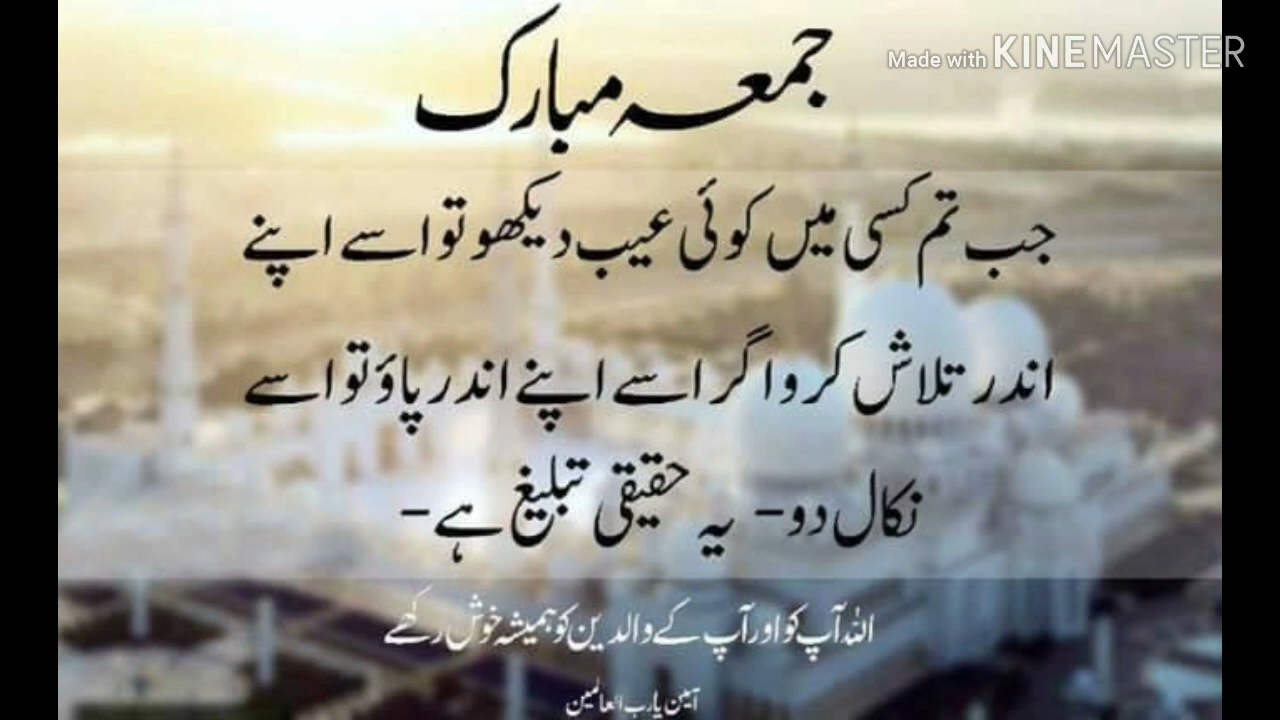 Made with KINEMASTER
جمعہ مبارک
جب تم کسی میں کوئی عیب دیکھو تو اسے اپنے
اندر تلاش کرو اگر اسے اپنے اندر پاؤ تو اسے
نکال دو- یہ حقیقی تبلیغ ہے-
اللہ آپ کو اور آپ کے والدین کو ہمیشہ خوش رکھے
آمین یا رب العالمین